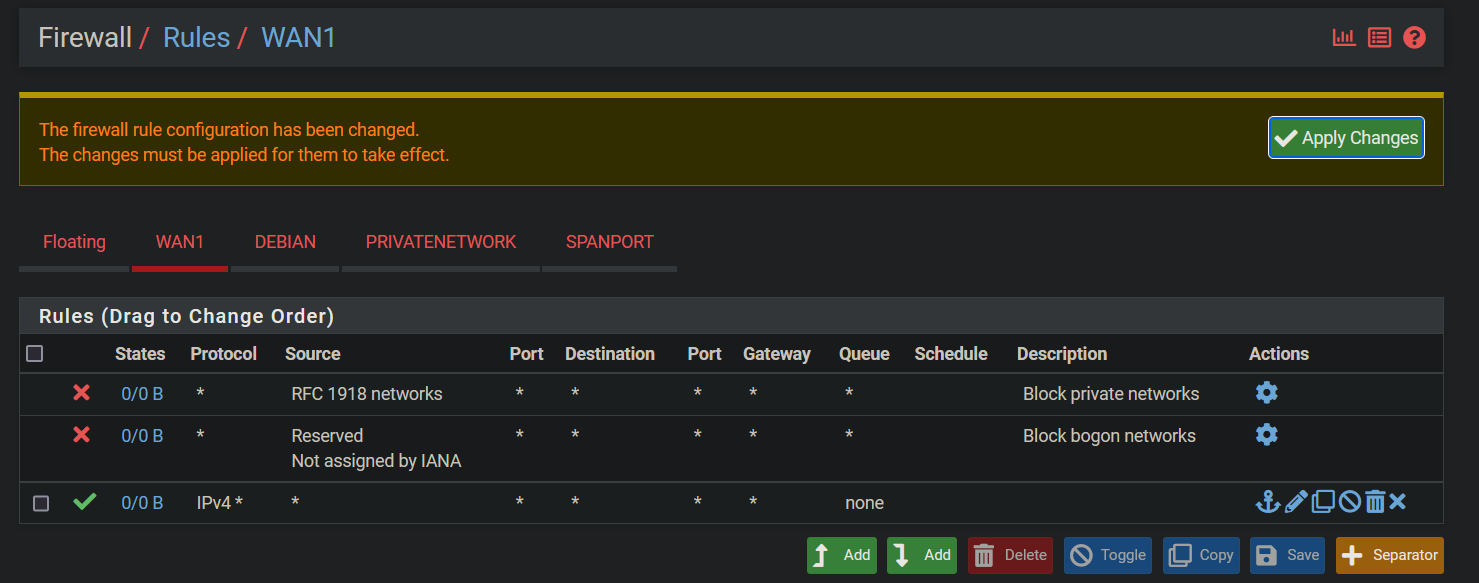 Firewall / Rules / WAN1
The firewall rule configuration has been changed.
The changes must be applied for them to take effect.
Apply Changes
Floating WAN1 DEBIAN PRIVATENETWORK SPANPORT
Rules (Drag to Change Order)
States Protocol Source Port Destination Port Gateway Queue Schedule Description Actions
0/0 B * RFC 1918 networks * * * * * Block private networks
0/0 B * Reserved * * * * * Block bogon networks
Not assigned by IANA
0/0 B IPv4 * * * * * * none
Add Add Delete Toggle Copy Save Separator